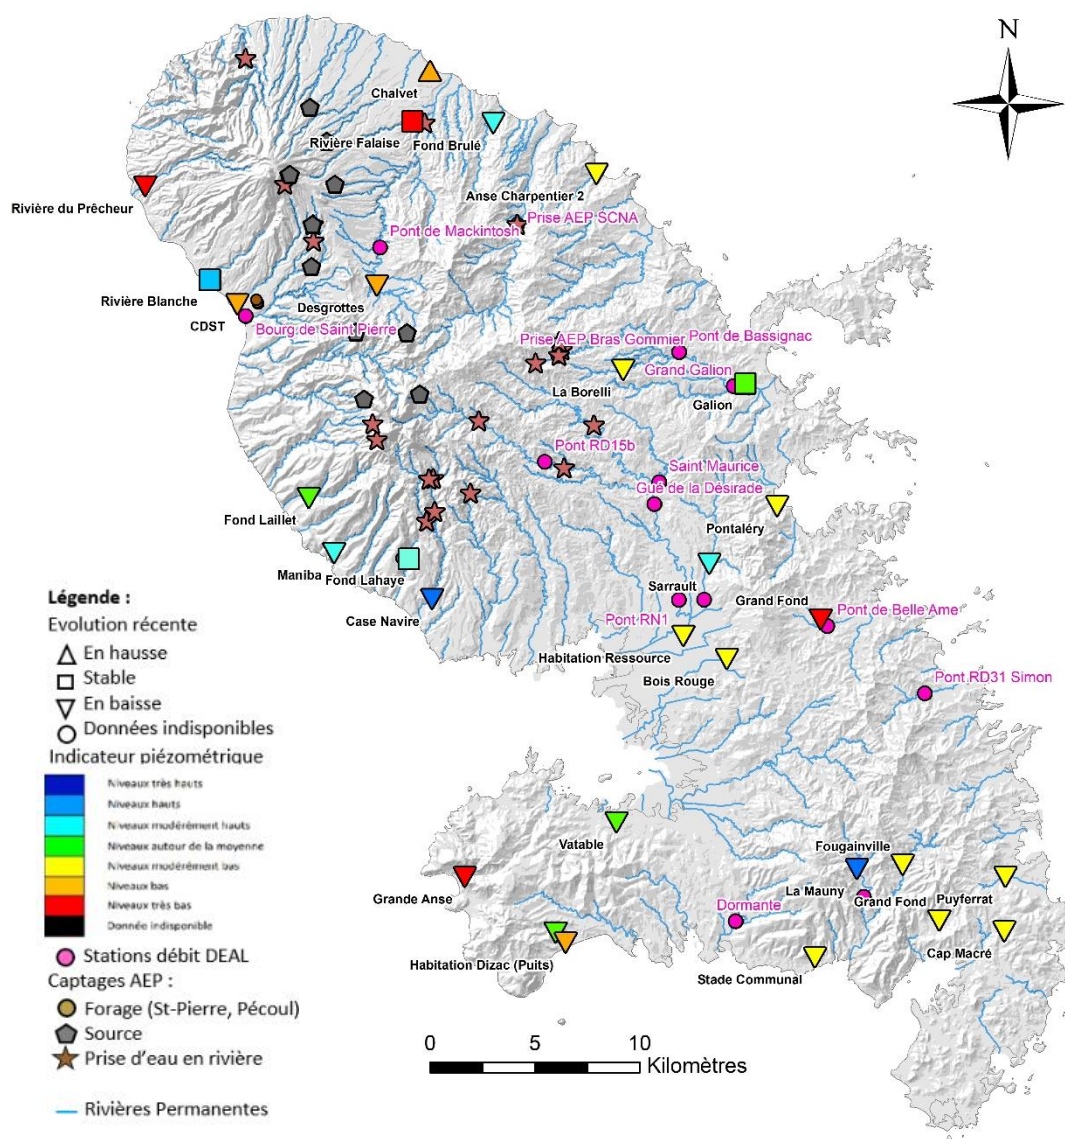 N
Chalvet
Rivière Falaise
Fond Brulé
Anse Charpentier 2
Rivière du Prêcheur
Prise AEP SCNA
Pont de Mackintosh
Rivière Blanche
Desgrottes
CDST
Bourg de Saint Pierre
Prise AEP Bras Gommier
Pont de Bassignac
Grand Galion
La Borelli
Galion
Pont RD15b
Saint Maurice
Gué de la Désirade
Fond Laillet
Pontaléry
Maniba
Fond Lahaye
Sarrault
Case Navire
Grand Fond
Pont de Belle Ame
Pont RN1
Habitation Ressource
Bois Rouge
Pont RD31 Simon
Légende :
Evolution récente
En hausse
Stable
En baisse
Données indisponibles
Indicateur piézométrique
Niveaux très hauts
Niveaux hauts
Niveaux modérément hauts
Niveaux autour de la moyenne
Niveaux modérément bas
Niveaux bas
Niveaux très bas
Donnée indisponible
Stations débit DEAL
Captages AEP :
Forage (St-Pierre, Pécoul)
Source
Prise d'eau en rivière
Rivières Permanentes
Vatable
Fougainville
Grande Anse
La Mauny
Grand Fond
Puyferrat
Dormante
Habitation Dizac (Puits)
Cap Macré
Stade Communal
0 5 10
Kilomètres